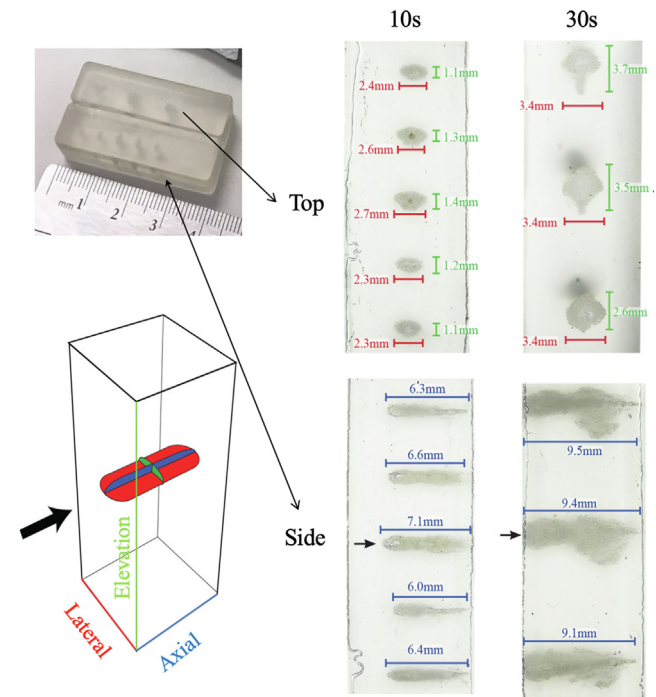 10s
30s
mm 1 2 3
Top
2.4mm
1.1mm
2.6mm
1.3mm
2.7mm
1.4mm
2.3mm
1.2mm
2.3mm
1.1mm
3.7mm
3.4mm
3.5mm
3.4mm
2.6mm
3.4mm
Side
6.3mm
6.6mm
7.1mm
6.0mm
6.4mm
9.5mm
9.4mm
9.1mm
Elevation
Lateral
Axial